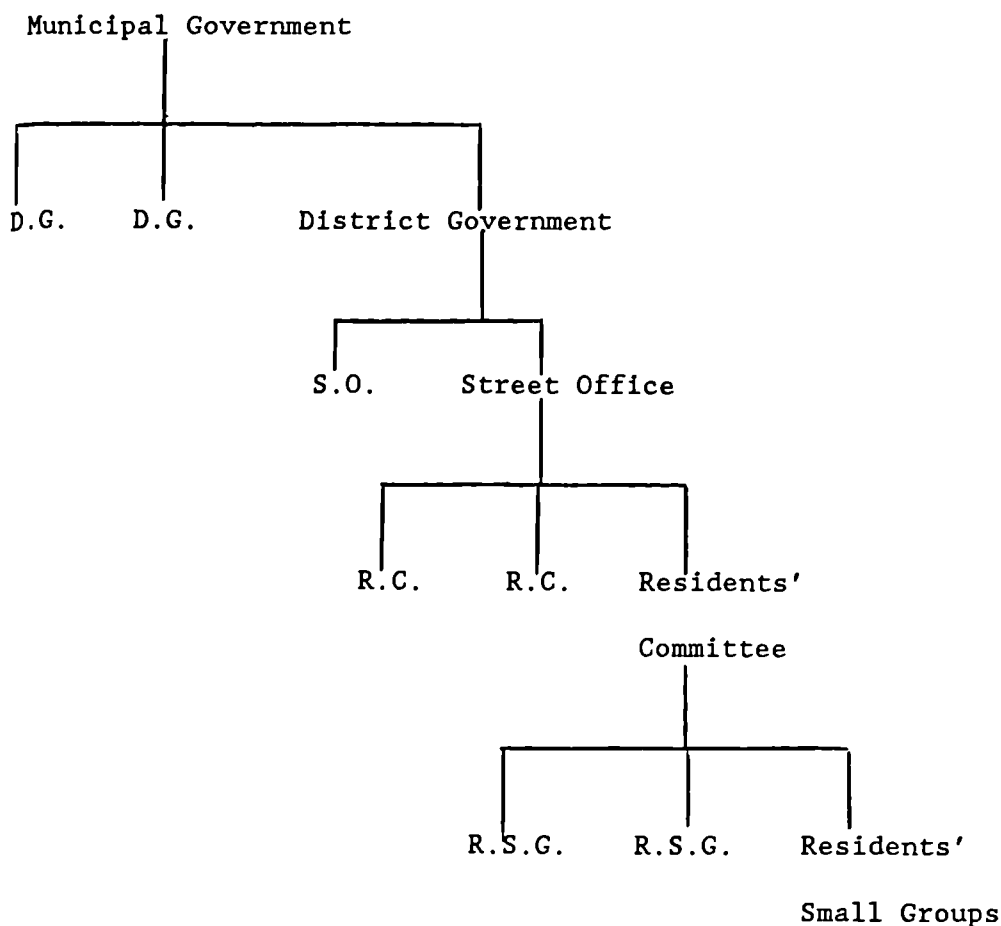 Municipal Government
D.G. D.G. District Government
S.O. Street Office
R.C. R.C. Residents'
Committee
R.S.G. R.S.G. Residents'
Small Groups